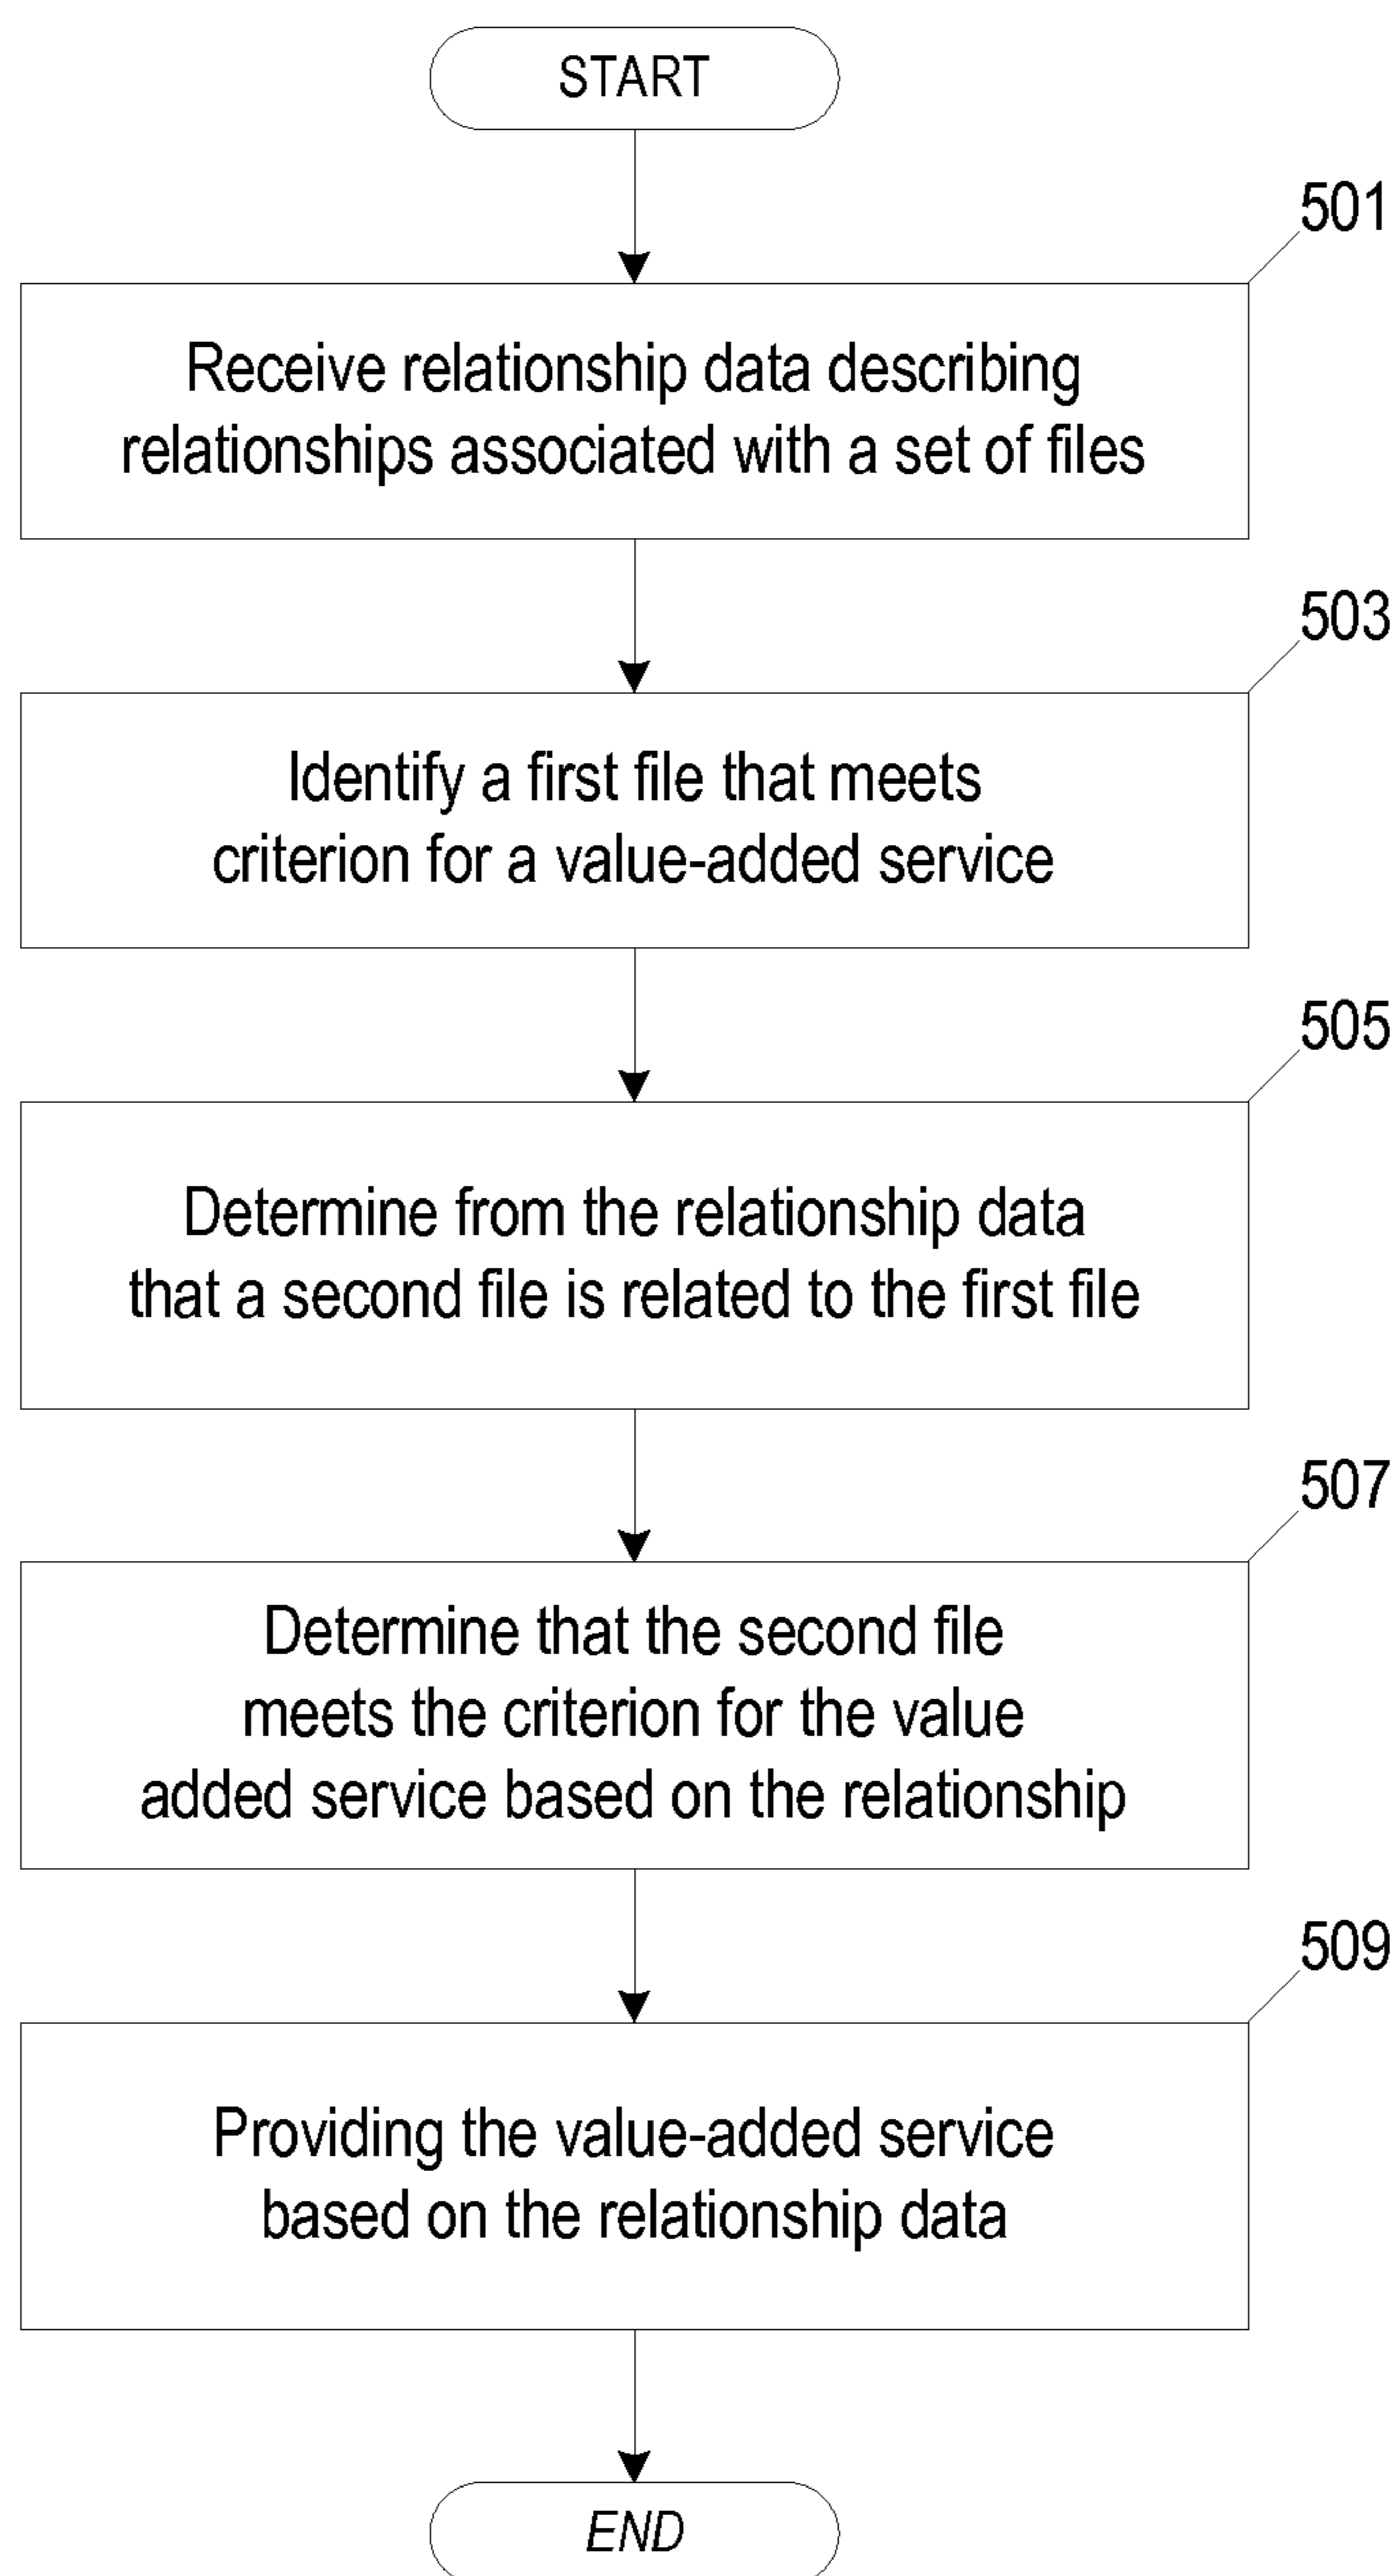 START
501
Receive relationship data describing
relationships associated with a set of files
503
Identify a first file that meets
criterion for a value-added service
505
Determine from the relationship data
that a second file is related to the first file
507
Determine that the second file
meets the criterion for the value
added service based on the relationship
509
Providing the value-added service
based on the relationship data
END